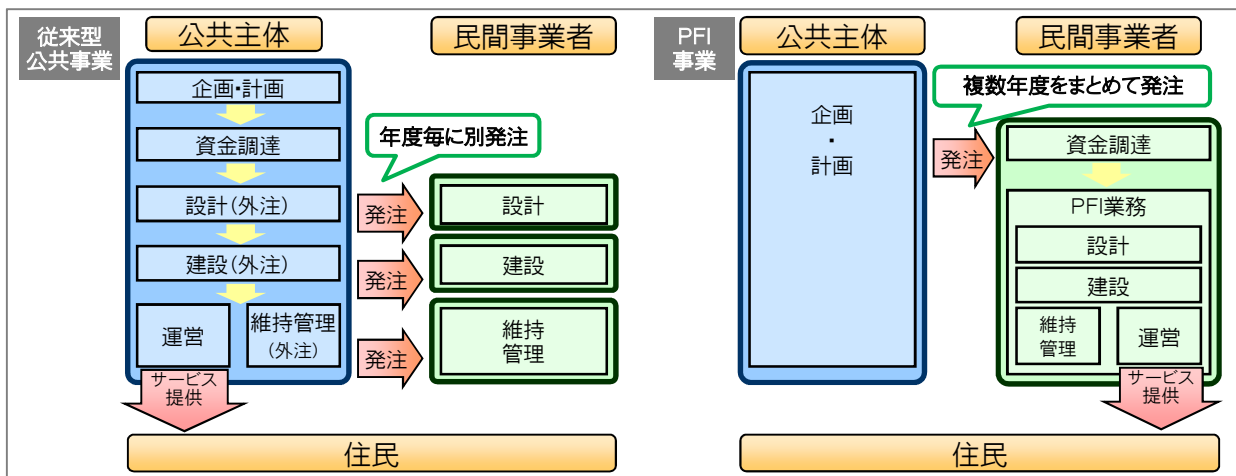 従来型
公共事業
公共主体
民間事業者
企画・計画
資金調達
設計(外注)
建設(外注)
運営
維持管理
(外注)
年度毎に別発注
発注
設計
発注
建設
発注
維持
管理
サービス
提供
住民
PFI
事業
公共主体
民間事業者
複数年度をまとめて発注
企画
・
計画
発注
資金調達
PFI業務
設計
建設
維持
管理
運営
サービス
提供
住民